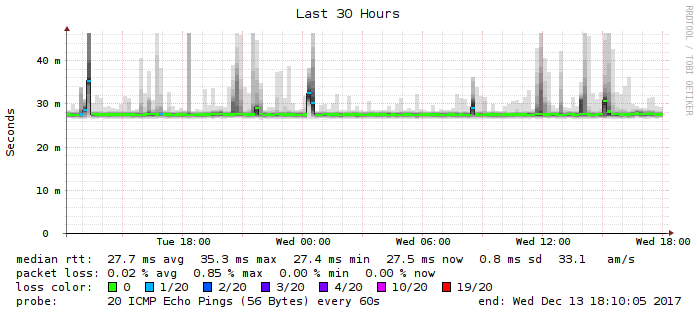 Last 30 Hours
RRDTOOL / TOBI OETIKER
Seconds
40 m
30 m
20 m
10 m
0
Tue 18:00 Wed 00:00 Wed 06:00 Wed 12:00 Wed 18:00
median rtt: 27.7 ms avg 35.3 ms max 27.4 ms min 27.5 ms now 0.8 ms sd 33.1 am/s
packet loss: 0.02 % avg 0.85 % max 0.00 % min 0.00 % now
loss color: 0 1/20 2/20 3/20 4/20 10/20 19/20
probe: 20 ICMP Echo Pings (56 Bytes) every 60s end: Wed Dec 13 18:10:05 2017